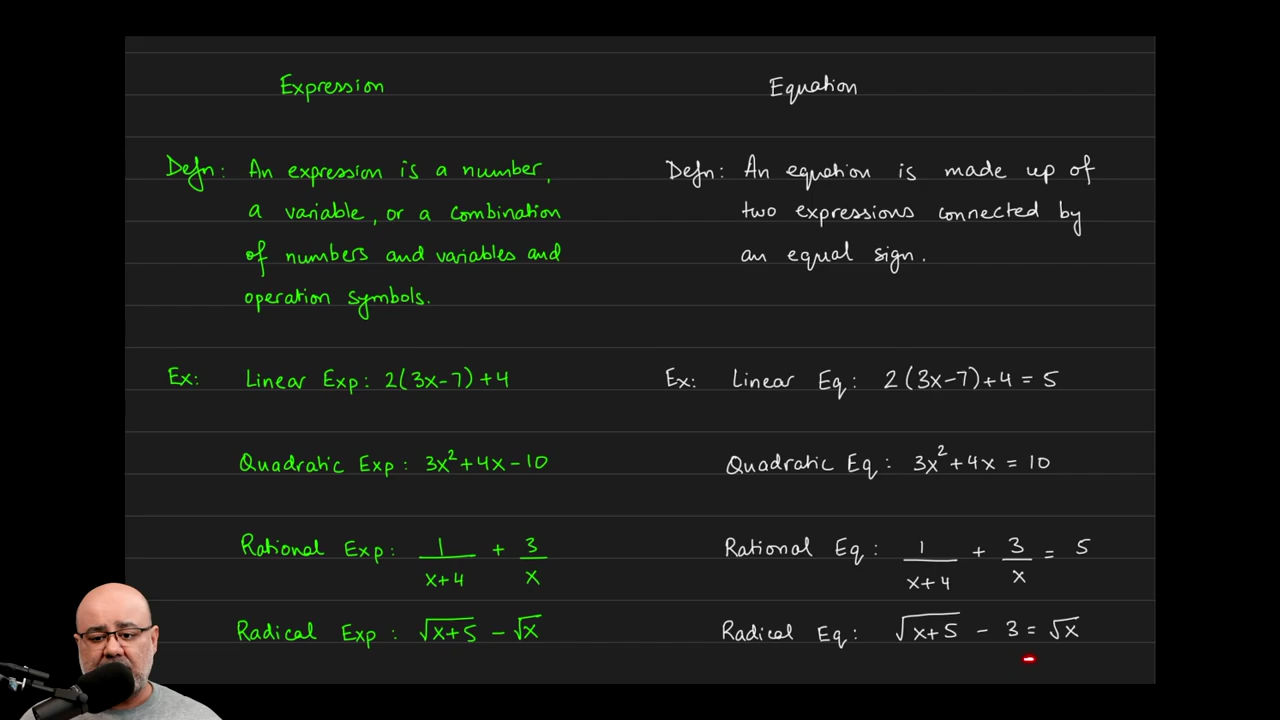 Expression
Equation
Defn: An expression is a number,
a variable, or a combination
of numbers and variables and
operation symbols.
Defn: An equation is made up of
two expressions connected by
an equal sign.
Ex: Linear Exp: 2(3x-7)+4
Quadratic Exp: 3x²+4x-10
Rational Exp: 1/(x+4) + 3/x
Radical Exp: √(x+5) - √x
Ex: Linear Eq: 2(3x-7)+4 = 5
Quadratic Eq: 3x²+4x = 10
Rational Eq: 1/(x+4) + 3/x = 5
Radical Eq: √(x+5) - 3 = √x